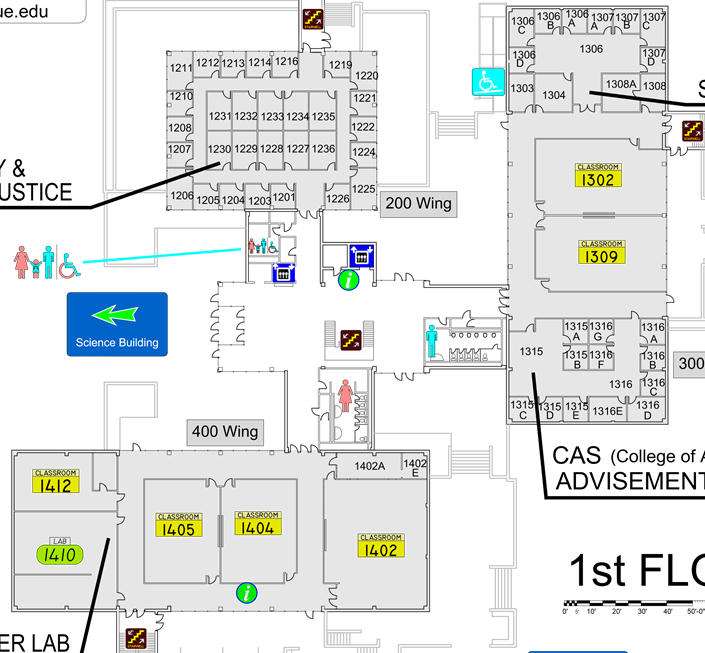 ue.edu
STAIRWELL
1211
1212
1213
1214
1216
1219
1220
1210
1221
1231
1232
1233
1234
1235
1208
1222
1207
1230
1229
1228
1227
1236
1224
1206
1205
1204
1203
1201
1226
1225
Y &
USTICE
200 Wing
1306 C
1306 B
1306 A
1307 A
1307 B
1307 C
1306
1306 D
1307 D
1303
1304
1308A
1308
S
STAIRWELL
CLASSROOM
1302
CLASSROOM
1309
Science Building
STAIRWELL
1315
1315 A
1316 G
1316 A
1315 B
1316 F
1316 B
1316
1316 C
1315 C
1315 D
1315 E
1316E
1316 D
300
400 Wing
CAS (College of A
ADVISEMENT
1402A
1402 E
CLASSROOM
1412
CLASSROOM
1405
CLASSROOM
1404
CLASSROOM
1402
LAB
1410
1st FLO
0' 5' 10' 20' 30' 40' 50'-0
STAIRWELL
ER LAB